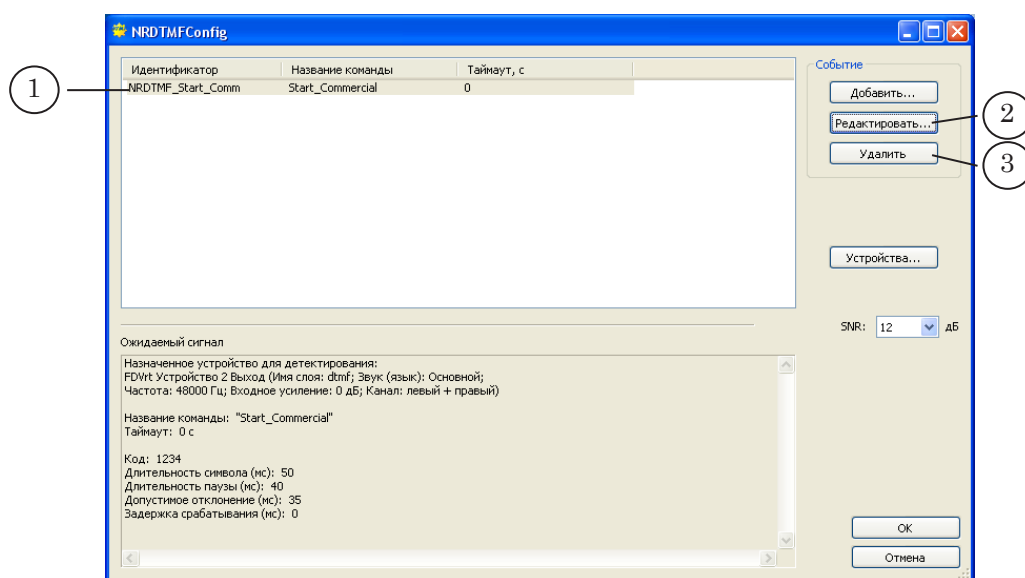 NRDTMFConfig
Идентификатор Название команды Таймаут, с
NRDTMF_Start_Comm Start_Commercial 0
1
Событие
Добавить...
Редактировать...
2
Удалить
3
Устройства...
SNR: 12 дБ
Ожидаемый сигнал
Назначенное устройство для детектирования:
FDVrt Устройство 2 Выход (Имя слоя: dtmf; Звук (язык): Основной;
Частота: 48000 Гц; Входное усиление: 0 дБ; Канал: левый + правый)
Название команды: "Start_Commercial"
Таймаут: 0 с
Код: 1234
Длительность символа (мс): 50
Длительность паузы (мс): 40
Допустимое отклонение (мс): 35
Задержка срабатывания (мс): 0
ОК
Отмена